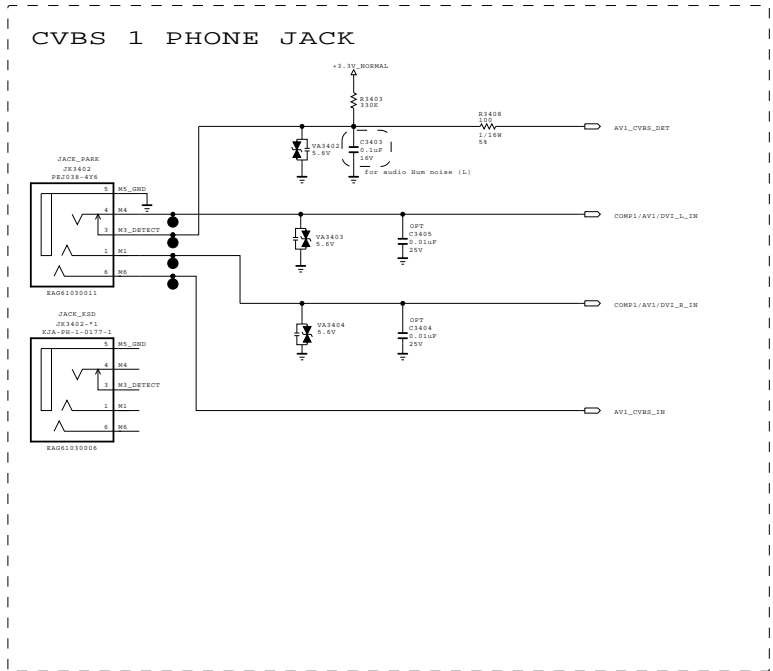 CVBS 1 PHONE JACK
+3.3V_NORMAL
R3403
330K
R3408
100
1/16W
5%
AV1_CVBS_DET
VA3402
5.6V
C3403
0.1uF
16V
for audio Hum noise (L)
JACK_PARK
JK3402
PEJ038-4Y6
5 M5_GND
4 M4
3 M3_DETECT
1 M1
6 M6
EAG61030011
COMP1/AV1/DVI_L_IN
VA3403
5.6V
OPT
C3405
0.01uF
25V
COMP1/AV1/DVI_R_IN
VA3404
5.6V
OPT
C3404
0.01uF
25V
JACK_KSD
JK3402-*1
KJA-PH-1-0177-1
5 M5_GND
4 M4
3 M3_DETECT
1 M1
6 M6
EAG61030006
AV1_CVBS_IN